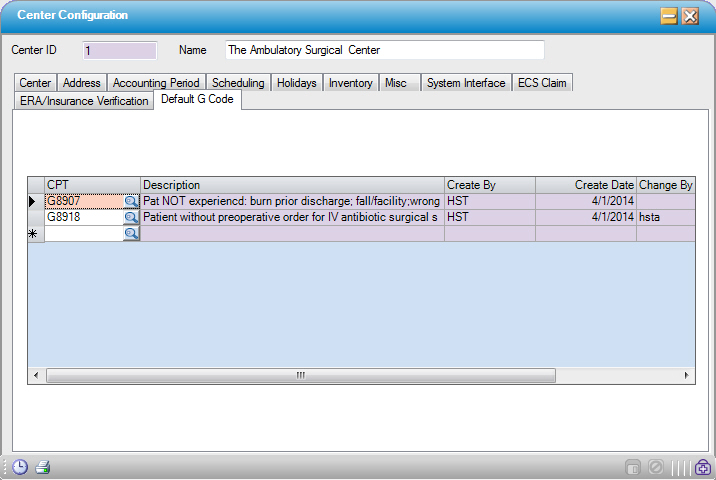 Center Configuration
Center ID 1 Name The Ambulatory Surgical Center
Center Address Accounting Period Scheduling Holidays Inventory Misc System Interface ECS Claim
ERA/Insurance Verification Default G Code
CPT Description Create By Create Date Change By
G8907 Pat NOT experiencd: burn prior discharge; fall/facility;wrong HST 4/1/2014
G8918 Patient without preoperative order for IV antibiotic surgical s HST 4/1/2014 hsta